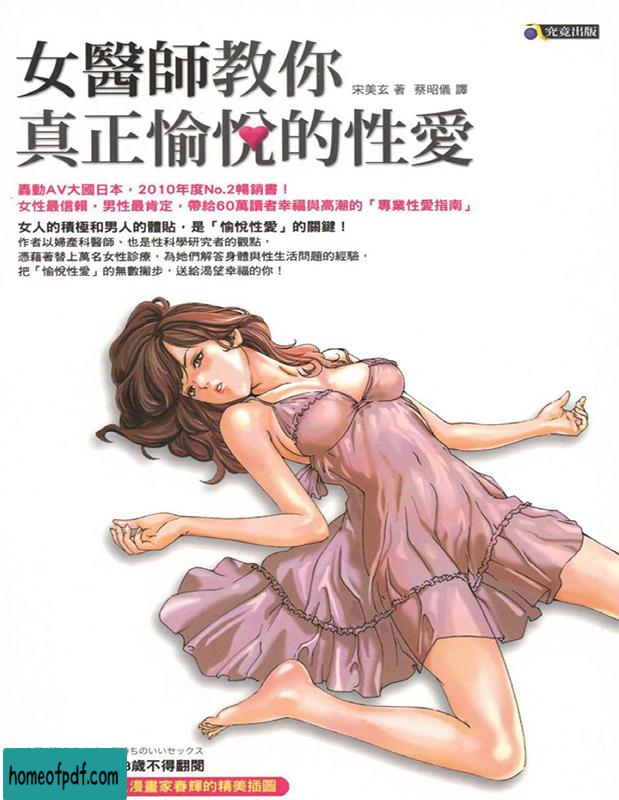 究竟出版
女醫師教你
宋美玄 著 蔡昭儀 譯
真正愉悅的性愛
轟動AV大國日本,2010年度No.2暢銷書!
女性最信賴・男性最肯定,帶給60萬讀者幸福與高潮的「專業性愛指南」
女人的積極和男人的體貼,是「愉悅性愛」的關鍵!
作者以婦產科醫師、也是性科學研究者的觀點,
憑藉著替上萬名女性診療,為她們解答身體與性生活問題的經驗,
把「愉悅性愛」的無數撇步,送給渴望幸福的你!
ちのいいセックス
歲不得翻閱
漫畫家春輝的精美插圖
homeofpdf.com